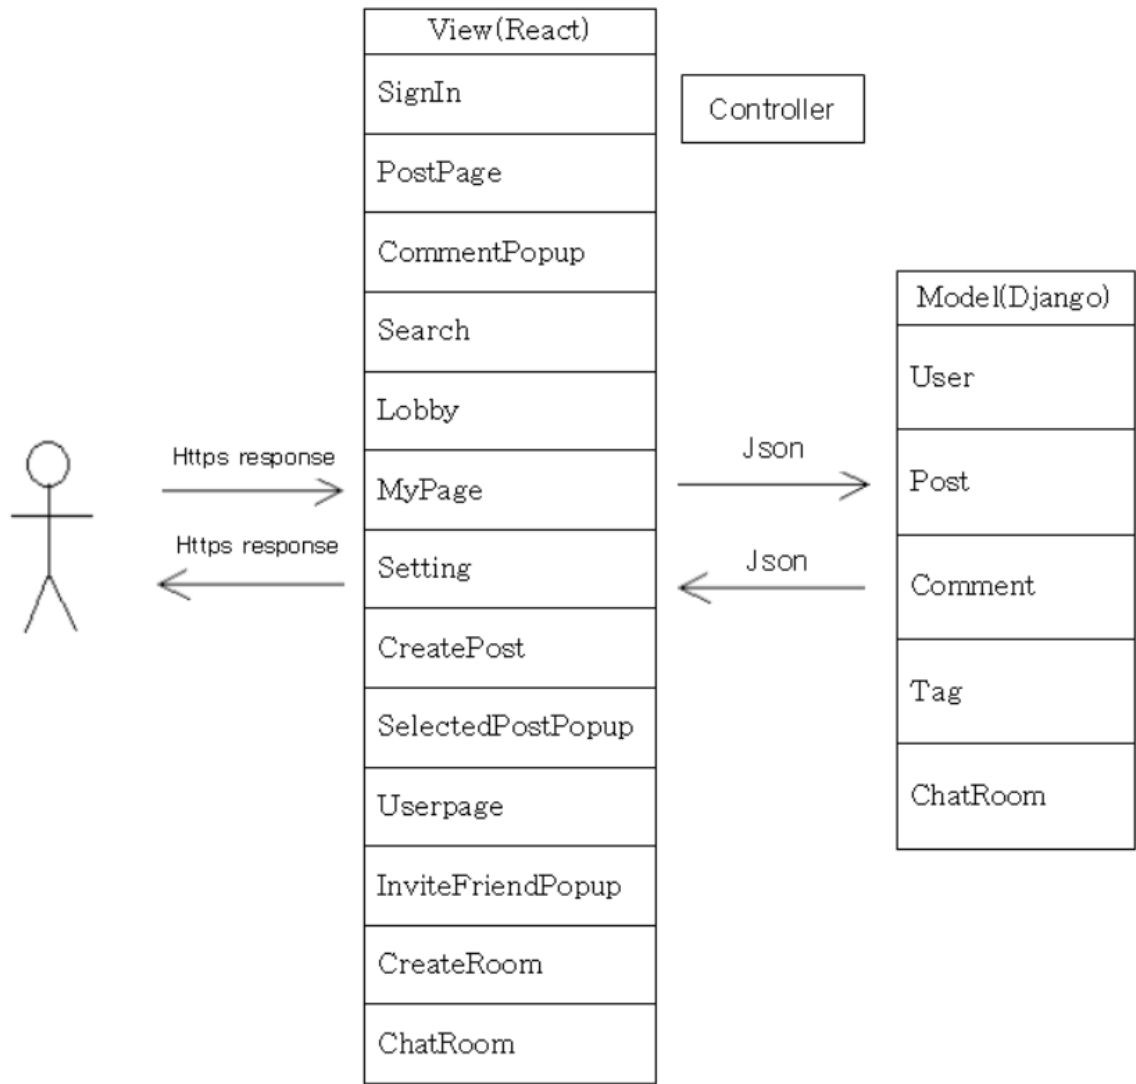 View(React)
SignIn
PostPage
CommentPopup
Search
Lobby
MyPage
Setting
CreatePost
SelectedPostPopup
Userpage
InviteFriendPopup
CreateRoom
ChatRoom
Controller
Https response
Https response
Json
Json
Model(Django)
User
Post
Comment
Tag
ChatRoom